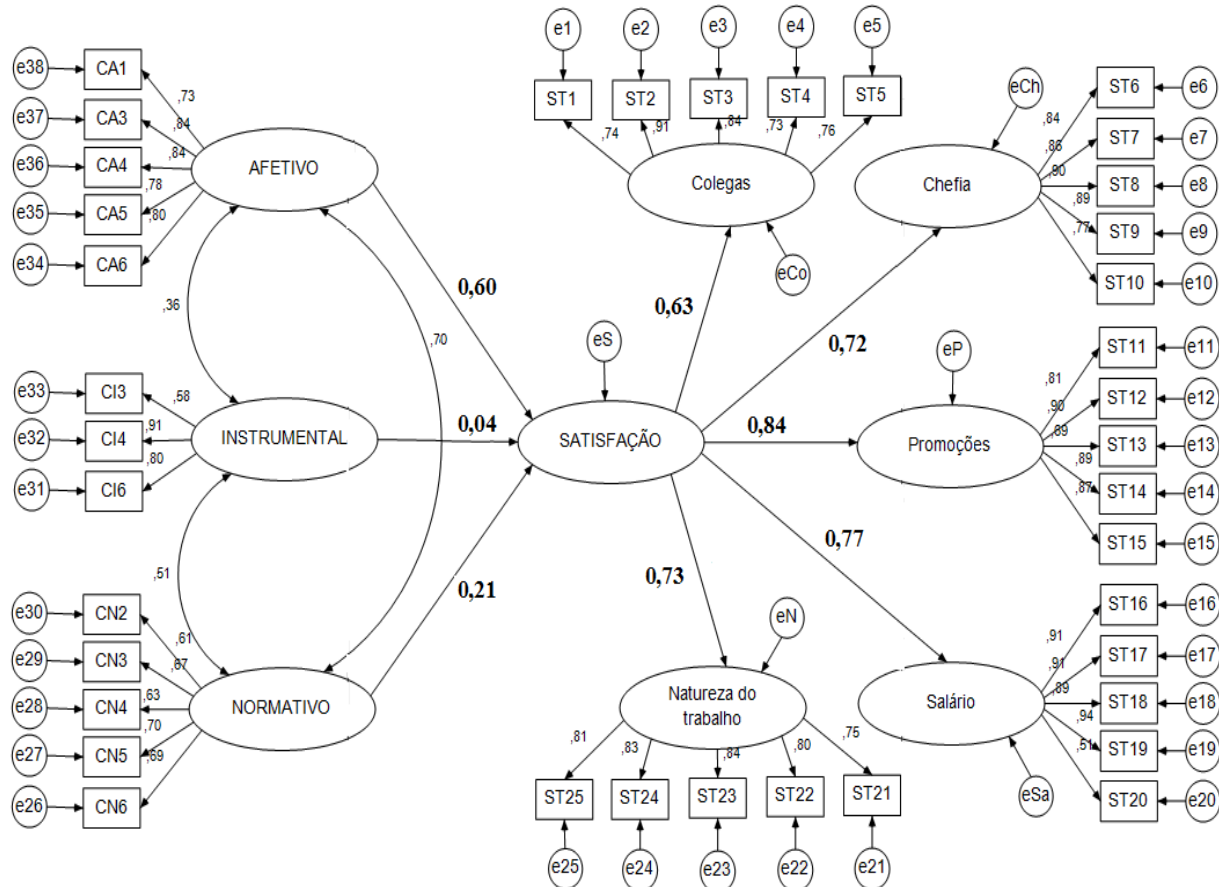 e38
CA1
,73
e37
CA3
,84
e36
CA4
,84
e35
CA5
,78
e34
CA6
,80
AFETIVO
,36
,70
e33
CI3
,58
e32
CI4
,91
e31
CI6
,80
INSTRUMENTAL
,51
e30
CN2
,61
e29
CN3
,67
e28
CN4
,63
e27
CN5
,70
e26
CN6
,69
NORMATIVO
0,60
0,04
0,21
eS
SATISFAÇÃO
e1
e2
e3
e4
e5
ST1
ST2
ST3
ST4
ST5
,74
,91
,84
,73
,76
Colegas
eCo
0,63
0,72
0,84
0,77
0,73
eCh
Chefia
,84
ST6
e6
,86
ST7
e7
,90
ST8
e8
,89
ST9
e9
,77
ST10
e10
eP
Promoções
,81
ST11
e11
,90
ST12
e12
,89
ST13
e13
,89
ST14
e14
,87
ST15
e15
Salário
eSa
,91
ST16
e16
,91
ST17
e17
,89
ST18
e18
,94
ST19
e19
,51
ST20
e20
eN
Natureza do
trabalho
,81
,83
,84
,80
,75
ST25
ST24
ST23
ST22
ST21
e25
e24
e23
e22
e21